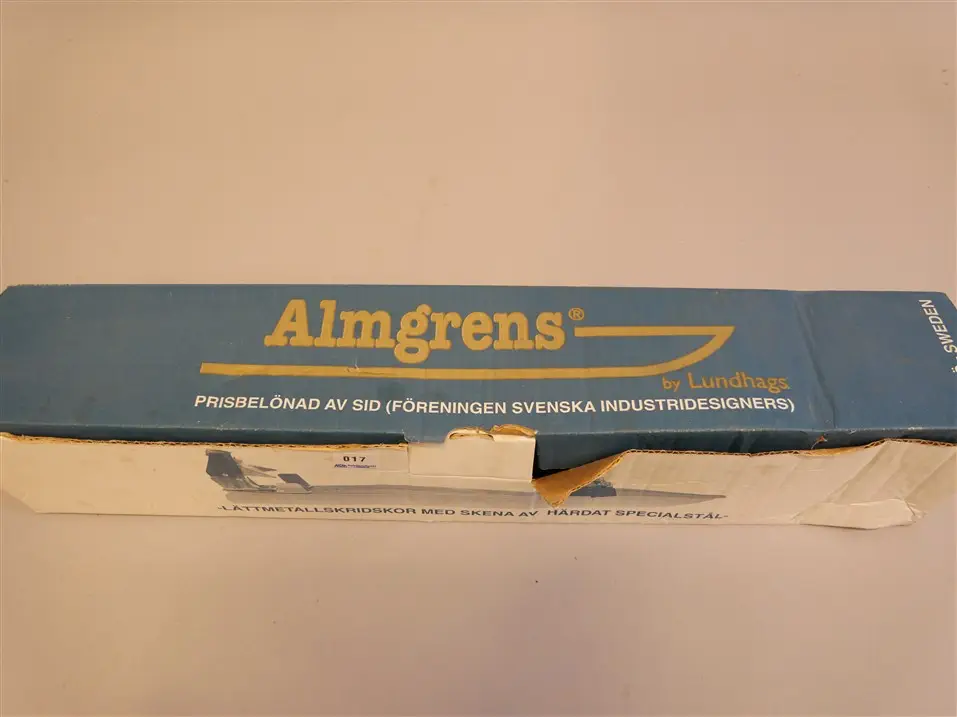 Almgrens®
by Lundhags
PRISBELÖNAD AV SID (FÖRENINGEN SVENSKA INDUSTRIDESIGNERS)
SWEDEN
017
-LÄTTMETALLSKRIDSKOR MED SKENA AV HÄRDAT SPECIALSTÅL-